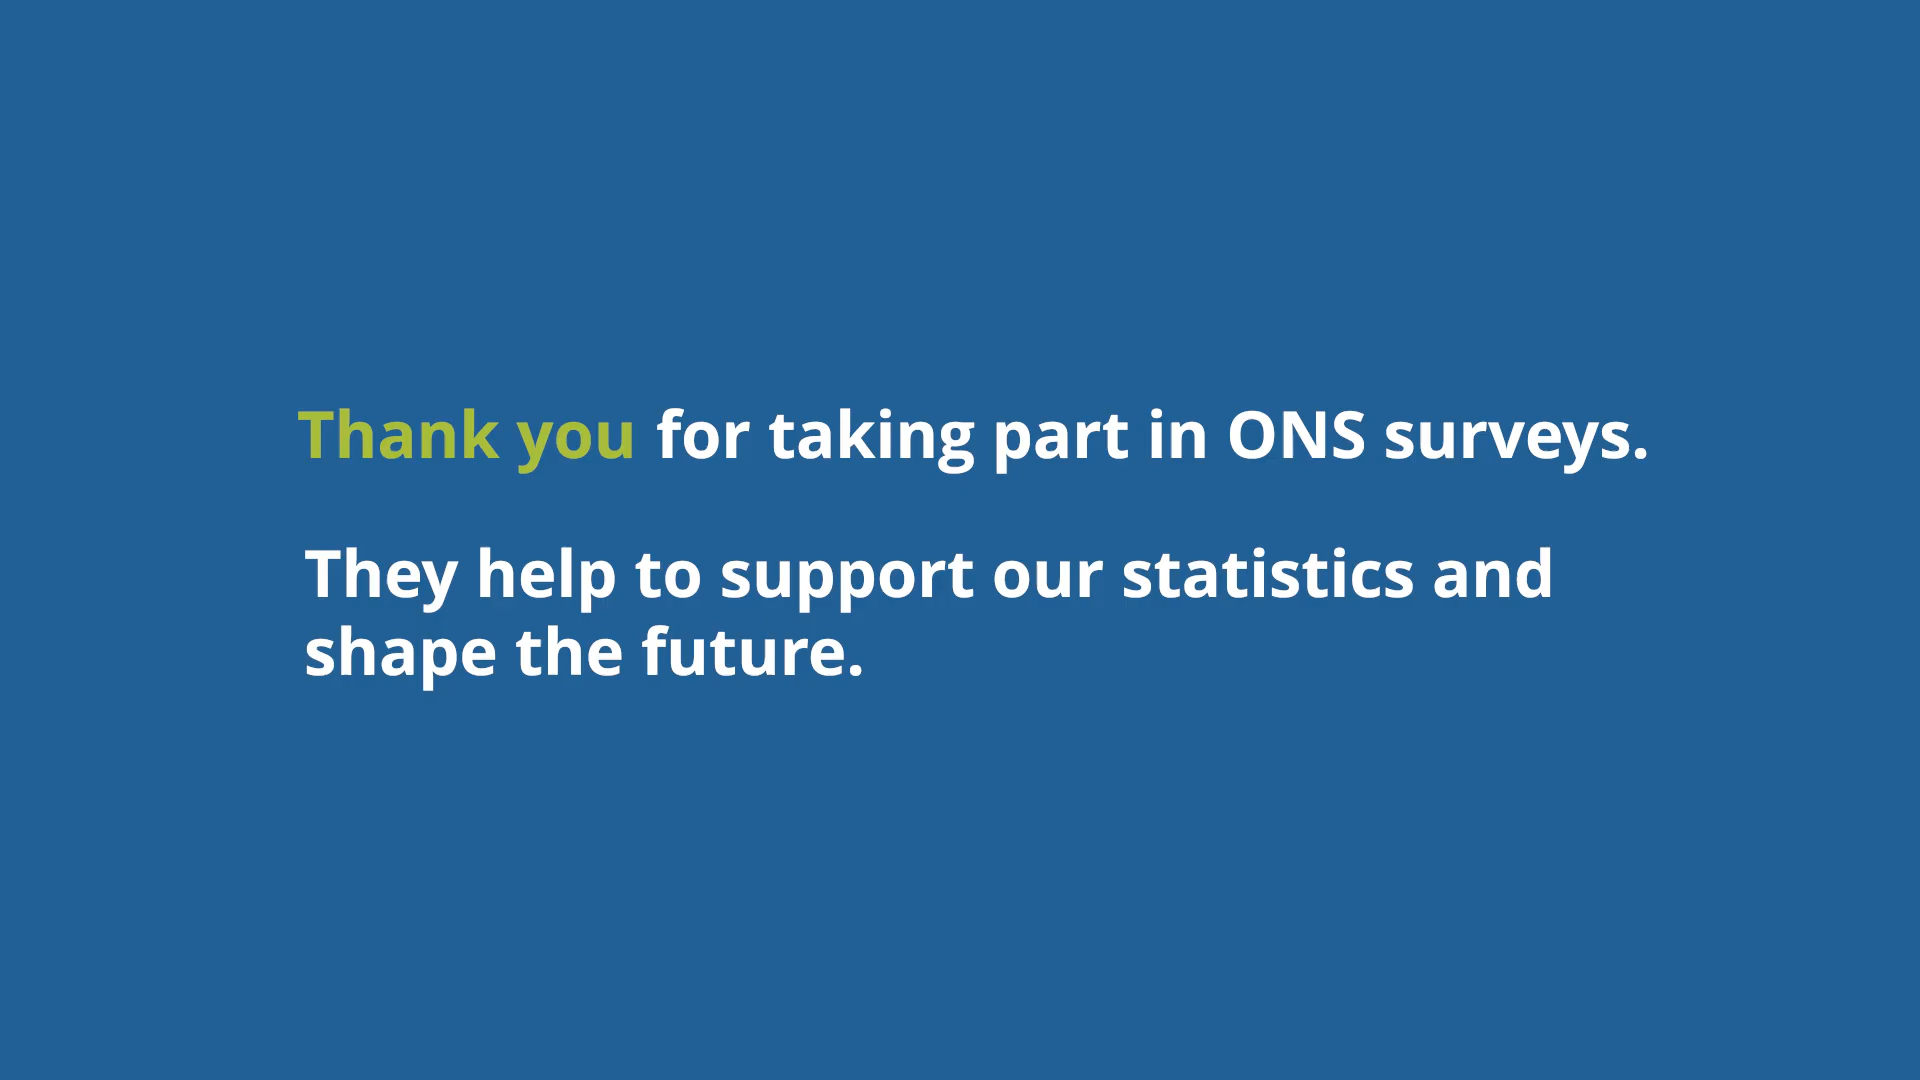 Thank you for taking part in ONS surveys.
They help to support our statistics and
shape the future.